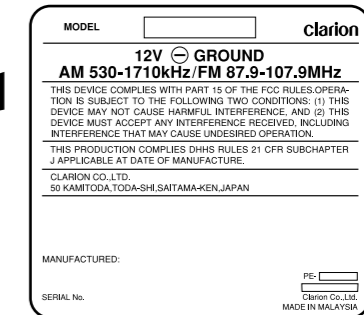 MODEL clarion
12V ⊖ GROUND
AM 530-1710kHz/FM 87.9-107.9MHz
THIS DEVICE COMPLIES WITH PART 15 OF THE FCC RULES.OPERA-
TION IS SUBJECT TO THE FOLLOWING TWO CONDITIONS: (1) THIS
DEVICE MAY NOT CAUSE HARMFUL INTERFERENCE, AND (2) THIS
DEVICE MUST ACCEPT ANY INTERFERENCE RECEIVED, INCLUDING
INTERFERENCE THAT MAY CAUSE UNDESIRED OPERATION.
THIS PRODUCTION COMPLIES DHHS RULES 21 CFR SUBCHAPTER
J APPLICABLE AT DATE OF MANUFACTURE.
CLARION CO.,LTD.
50 KAMITODA,TODA-SHI,SAITAMA-KEN,JAPAN
MANUFACTURED:
PE-
SERIAL No. Clarion Co.,Ltd.
MADE IN MALAYSIA